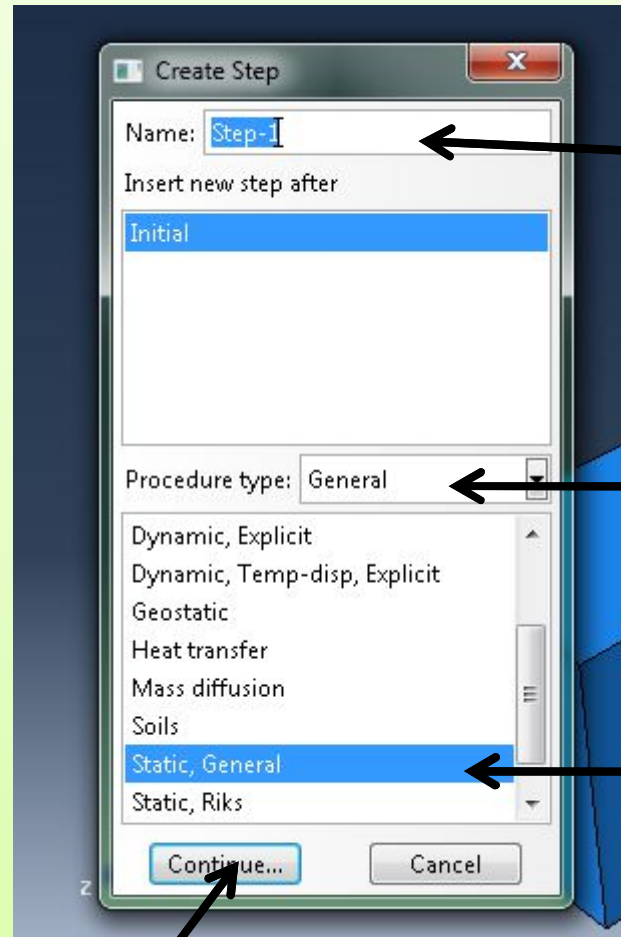 Create Step
x
Name: Step-1
Insert new step after
Initial
Procedure type: General
Dynamic, Explicit
Dynamic, Temp-disp, Explicit
Geostatic
Heat transfer
Mass diffusion
Soils
Static, General
Static, Riks
Continue... Cancel
z